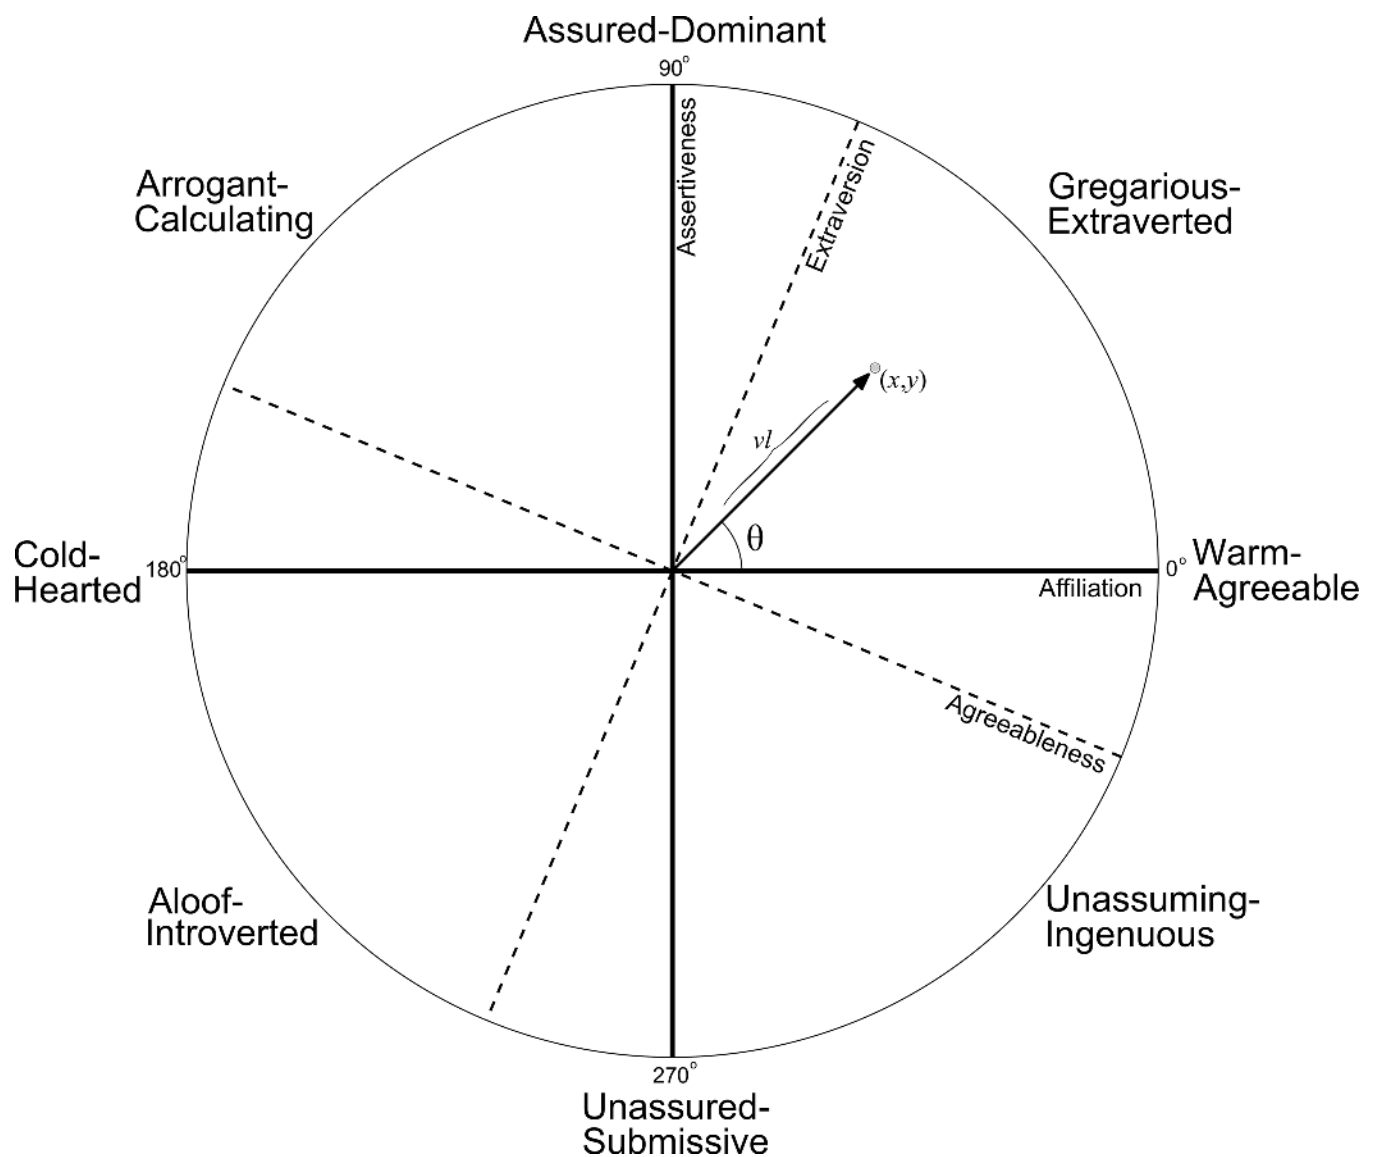 Assured-Dominant
90°
Assertiveness
Extraversion
Arrogant-
Calculating
Gregarious-
Extraverted
(x,y)
vl
θ
Cold-
Hearted
180°
0°
Warm-
Agreeable
Affiliation
Agreeableness
Aloof-
Introverted
Unassuming-
Ingenuous
270°
Unassured-
Submissive